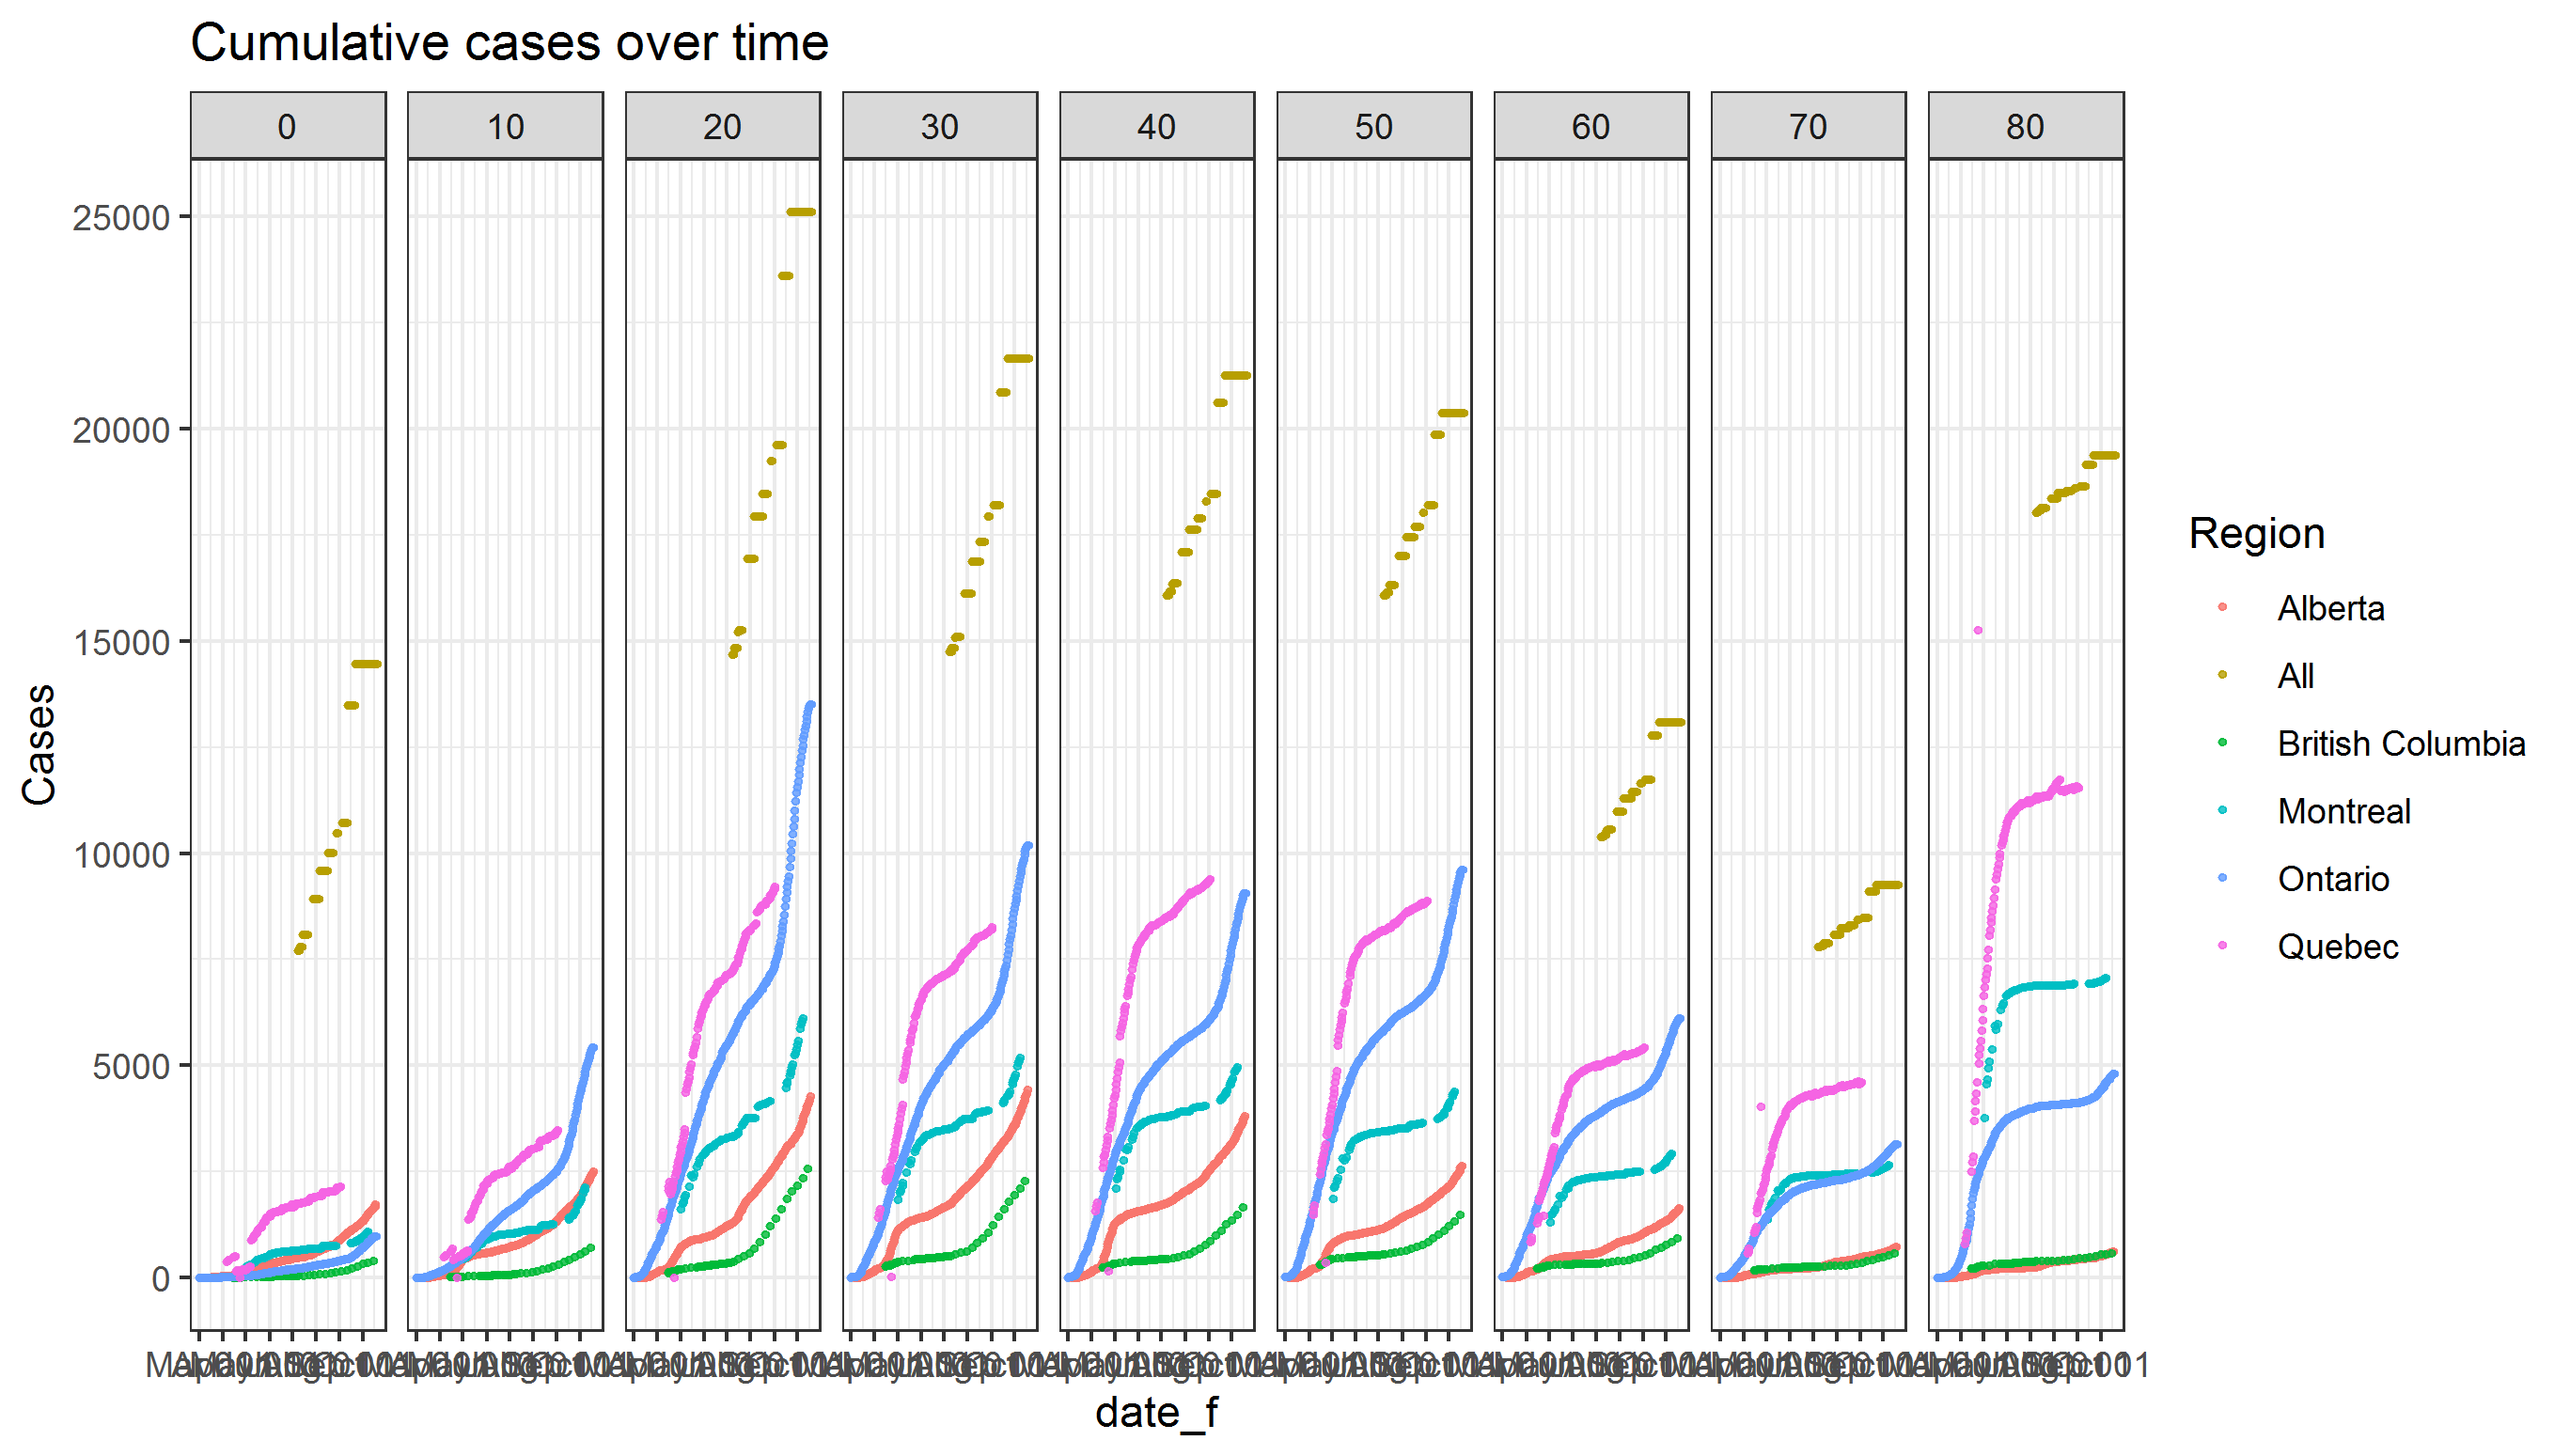 Cumulative cases over time
0 10 20 30 40 50 60 70 80
25000
20000
15000
10000
5000
0
Cases
date_f
Region
Alberta
All
British Columbia
Montreal
Ontario
Quebec